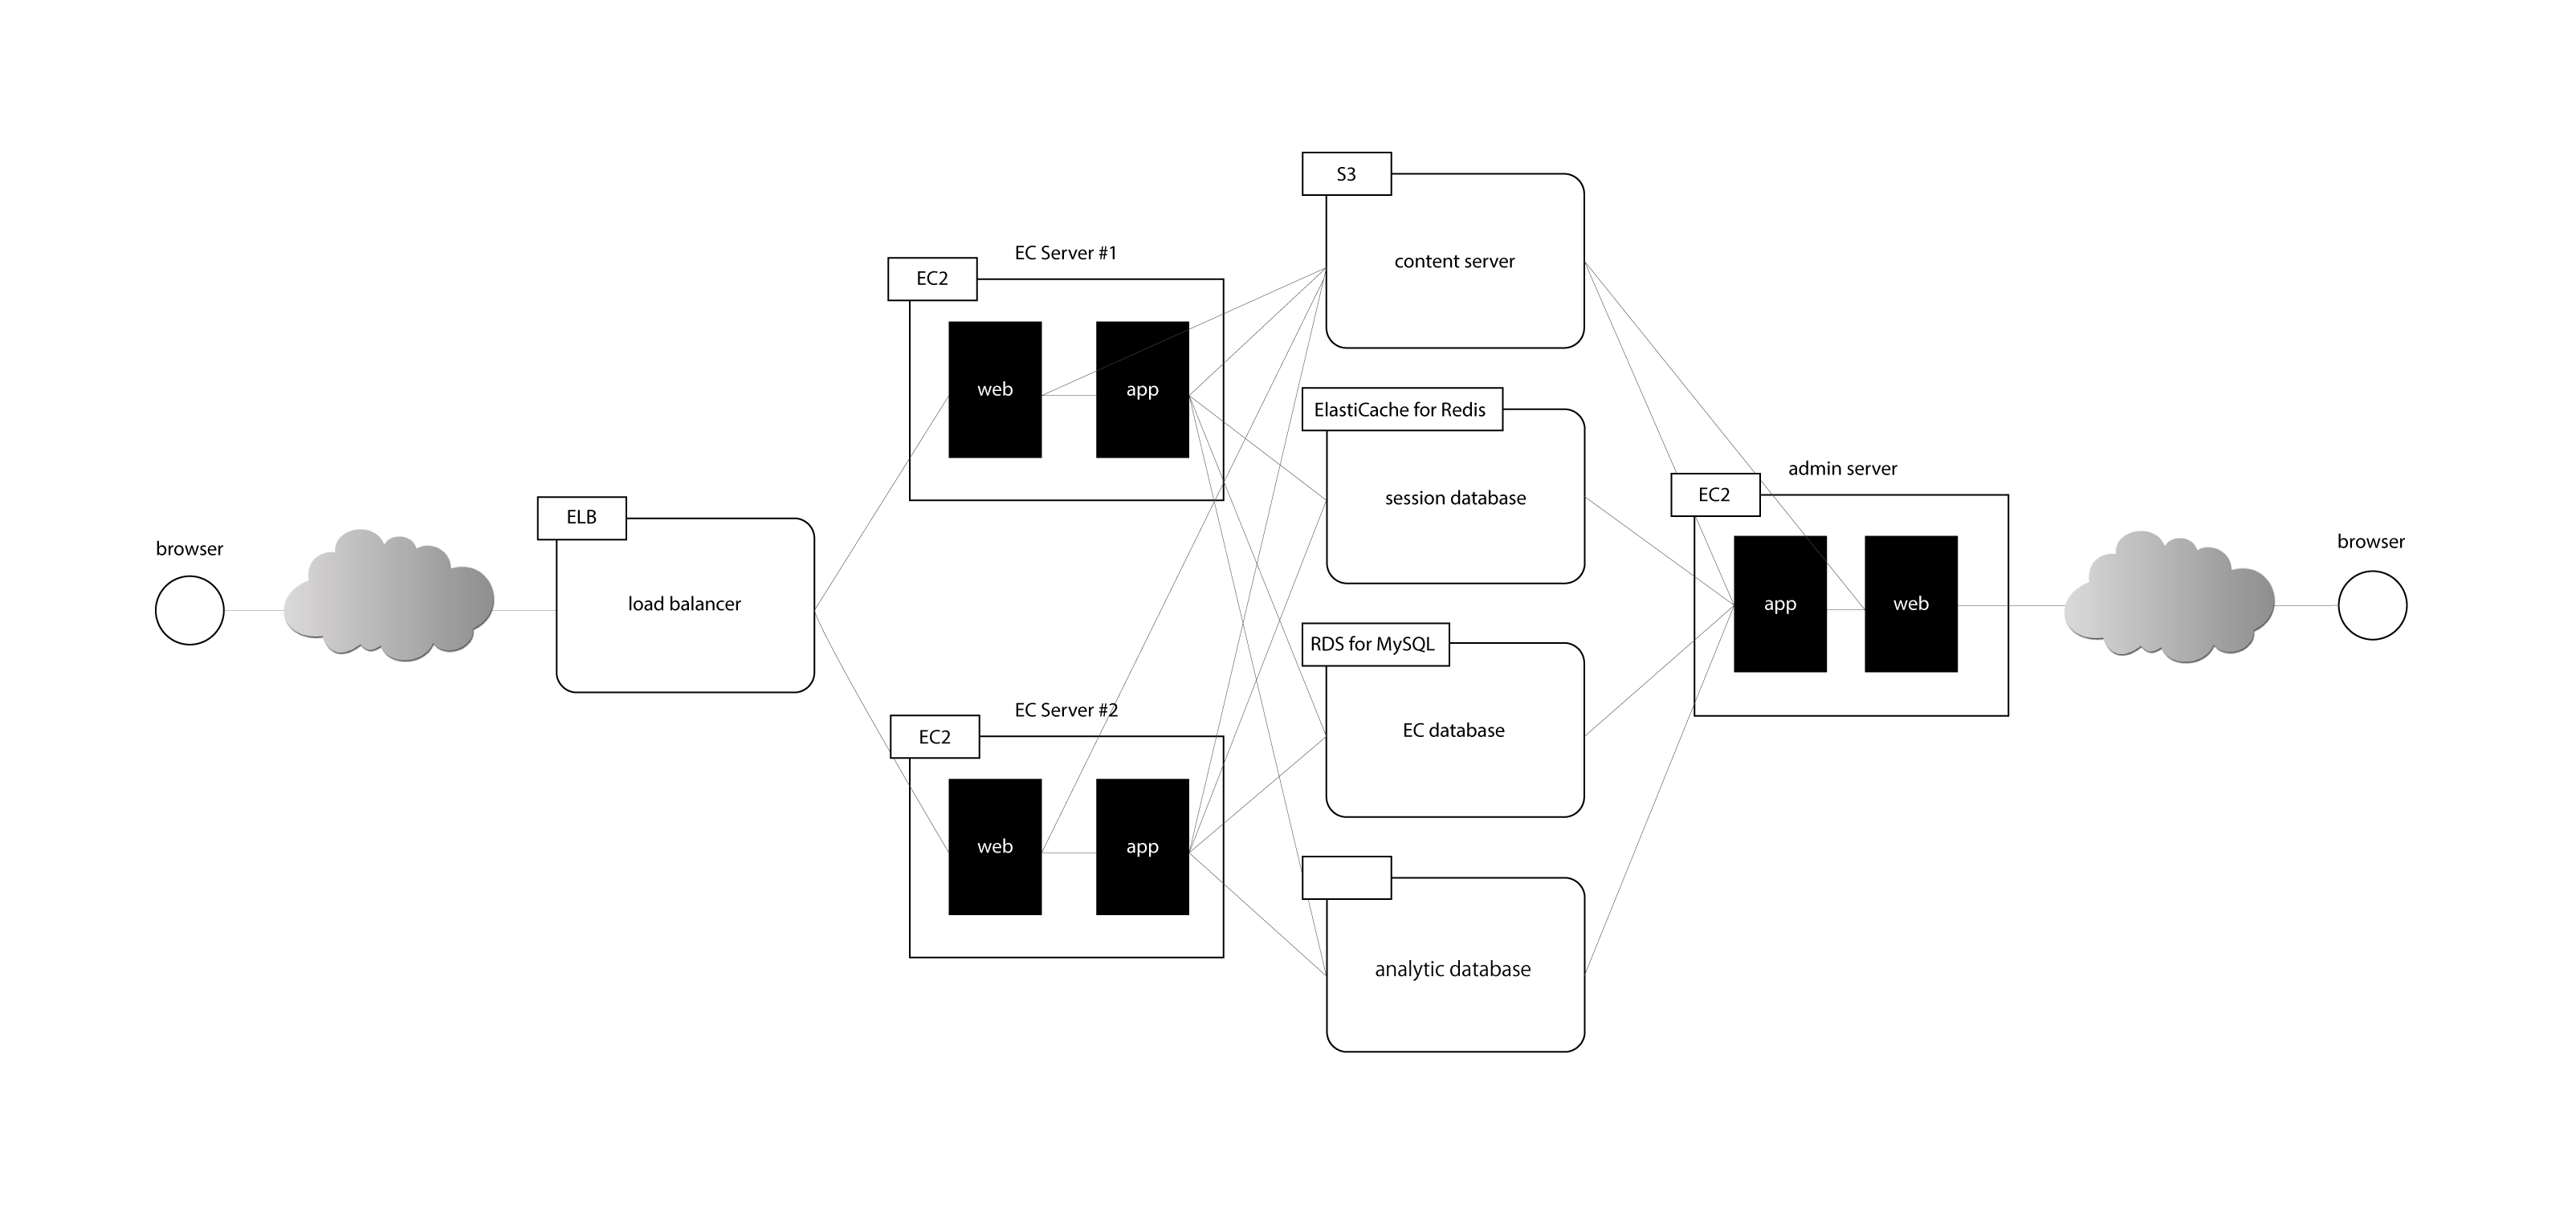 browser
ELB
load balancer
EC Server #1
EC2
web
app
EC Server #2
EC2
web
app
S3
content server
ElastiCache for Redis
session database
RDS for MySQL
EC database
analytic database
admin server
EC2
app
web
browser